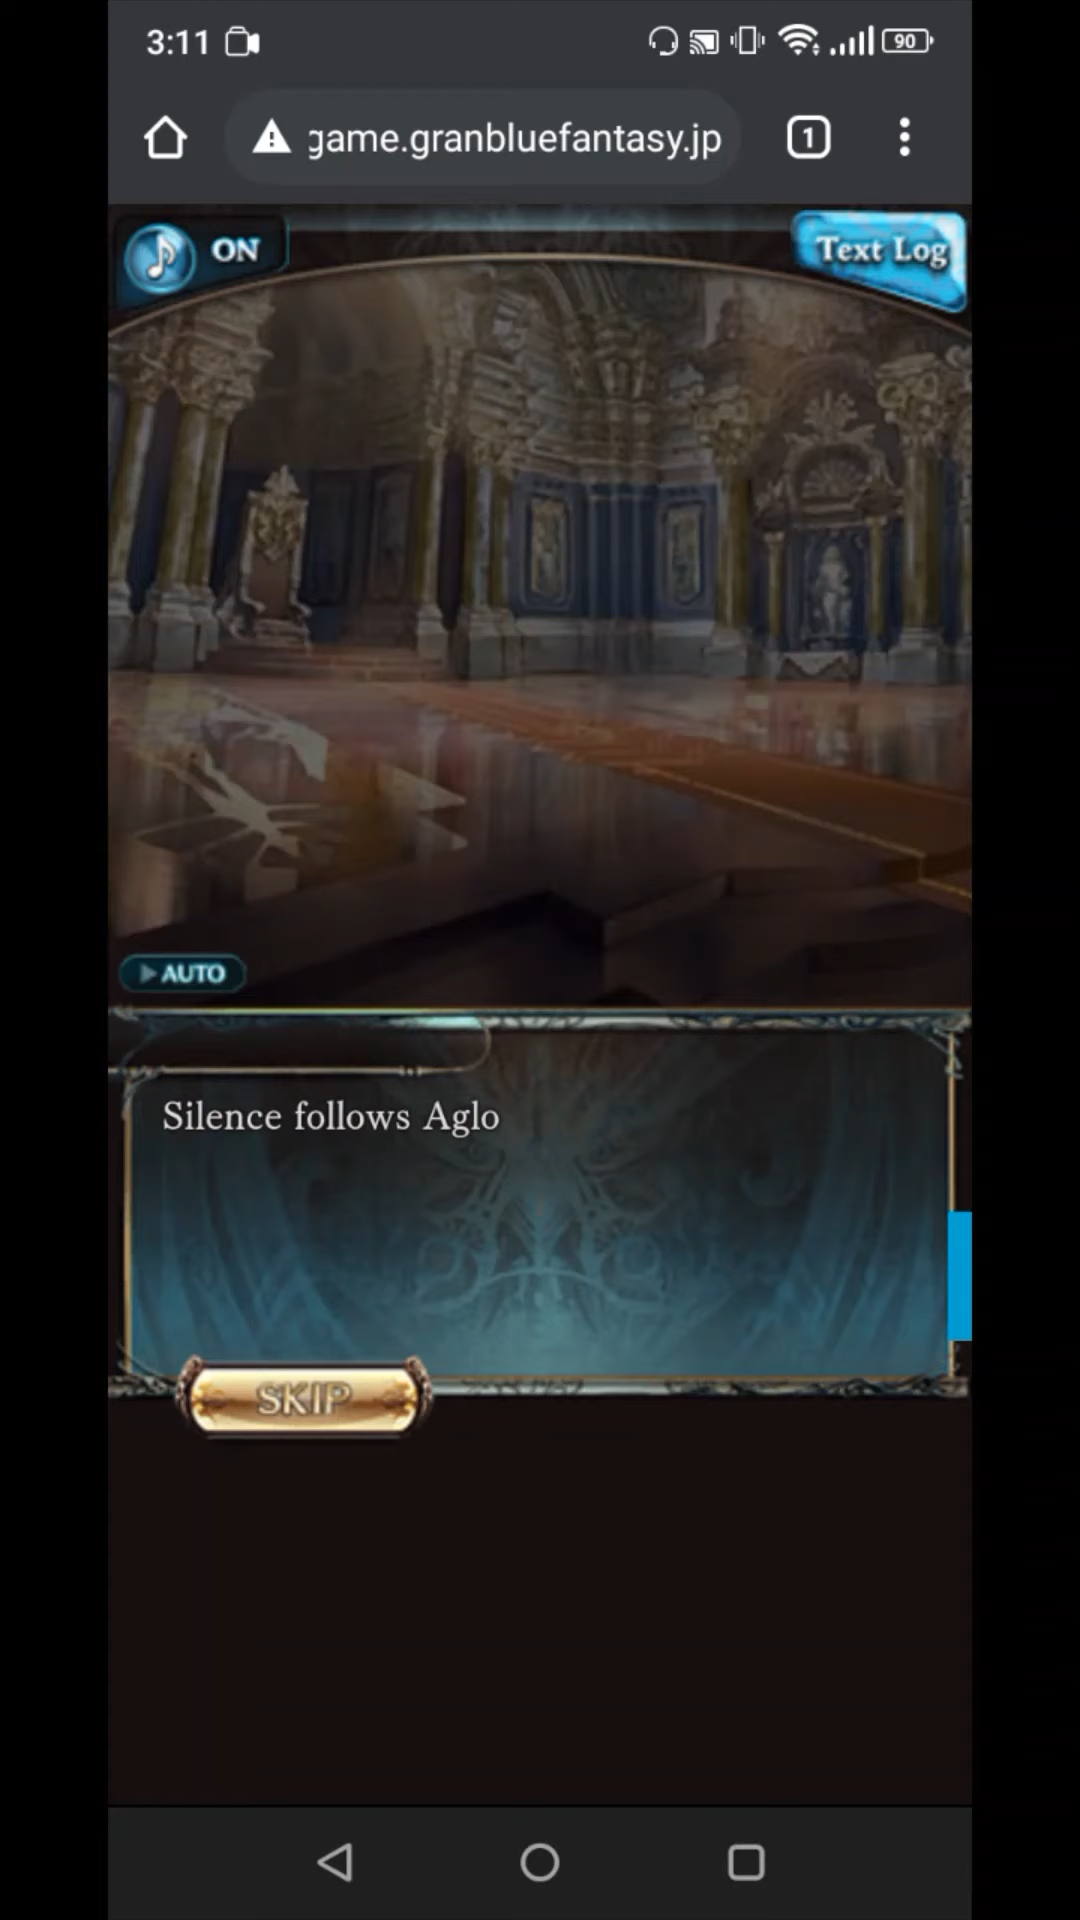 3:11
90
game.granbluefantasy.jp
1
ON
Text Log
AUTO
Silence follows Aglo
SKIP